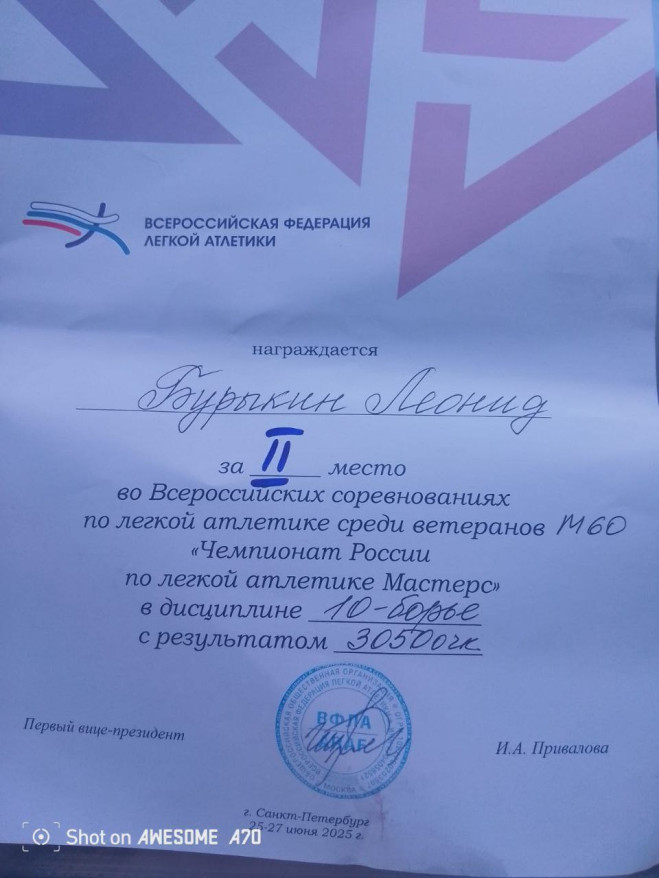 ВСЕРОССИЙСКАЯ ФЕДЕРАЦИЯ
ЛЕГКОЙ АТЛЕТИКИ
награждается
Бурыкин Леонид
за II место
во Всероссийских соревнованиях
по легкой атлетике среди ветеранов М60
«Чемпионат России
по легкой атлетике Мастерс»
в дисциплине 10-борье
с результатом 3050очк
ВФЛА
Первый вице-президент
И.А. Привалова
г. Санкт-Петербург
25-27 июня 2025 г.
Shot on AWESOME A70